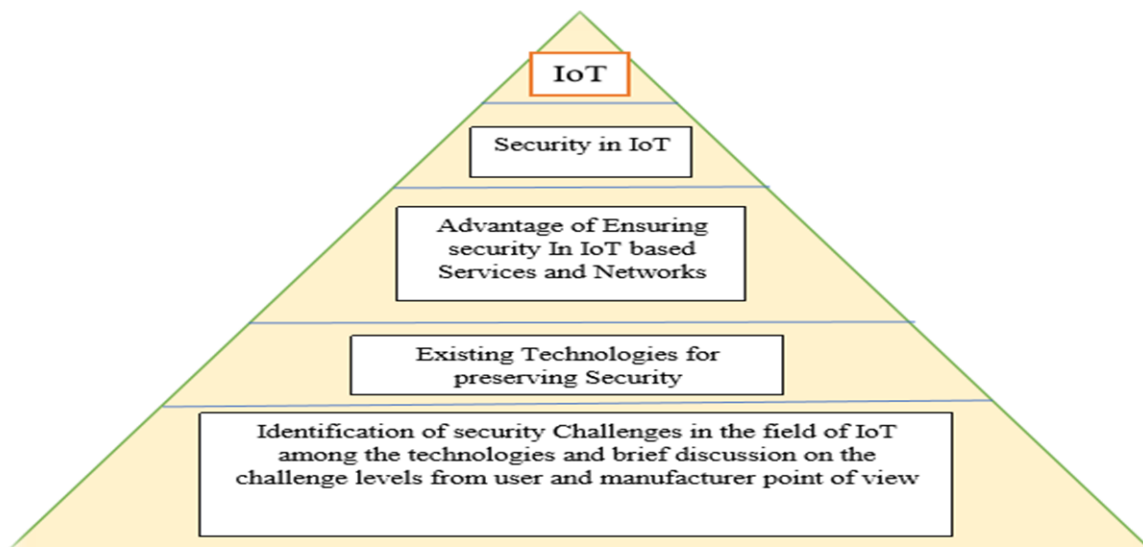 IoT
Security in IoT
Advantage of Ensuring
security In IoT based
Services and Networks
Existing Technologies for
preserving Security
Identification of security Challenges in the field of IoT
among the technologies and brief discussion on the
challenge levels from user and manufacturer point of view